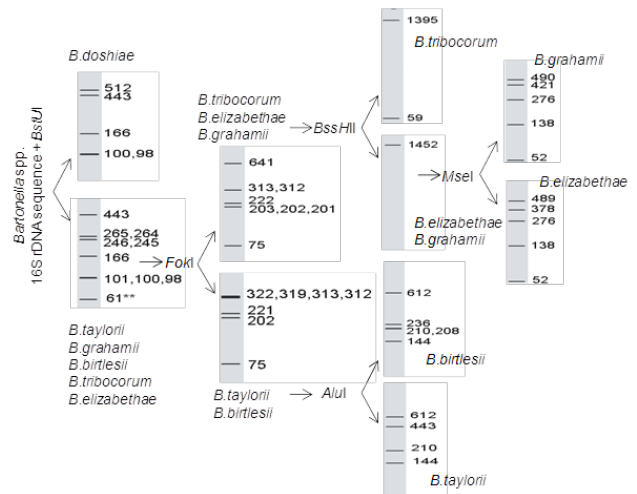 B.doshiae
512
443
166
100,98
Bartonella spp.
16S rDNA sequence + BstUI
443
265,264
246,245
166
101,100,98
61**
B.taylorii
B.grahamii
B.birtlesii
B.tribocorum
B.elizabethae
FokI
B.tribocorum
B.elizabethae
B.grahamii
641
313,312
222
203,202,201
75
322,319,313,312
221
202
75
B.taylorii
B.birtlesii
BssHII
1395
B.tribocorum
59
1452
B.elizabethae
B.grahamii
AluI
612
236
210,208
144
B.birtlesii
612
443
210
144
B.taylorii
MseI
B.grahamii
490
421
276
138
52
B.elizabethae
489
378
276
138
52